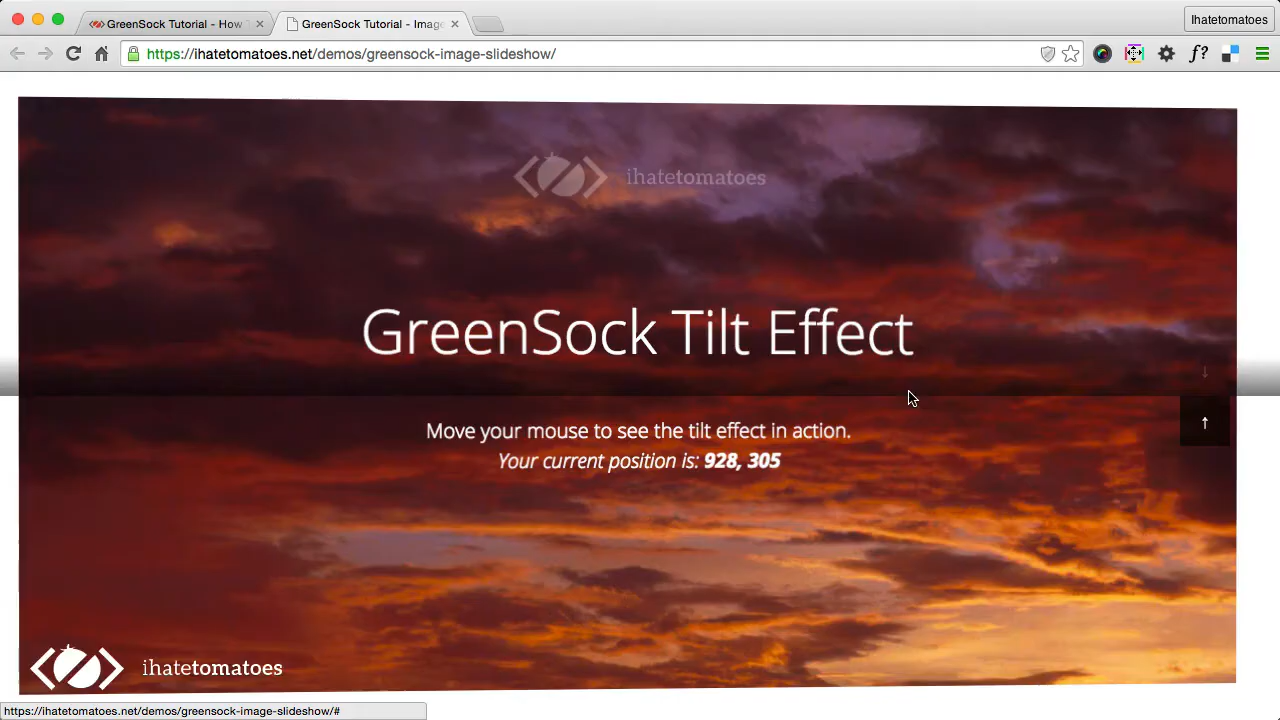 GreenSock Tutorial - How
GreenSock Tutorial - Imag
Ihatetomatoes
https://ihatetomatoes.net/demos/greensock-image-slideshow/
f?
ihatetomatoes
GreenSock Tilt Effect
↓
↑
Move your mouse to see the tilt effect in action.
Your current position is: 928, 305
ihatetomatoes
https://ihatetomatoes.net/demos/greensock-image-slideshow/#